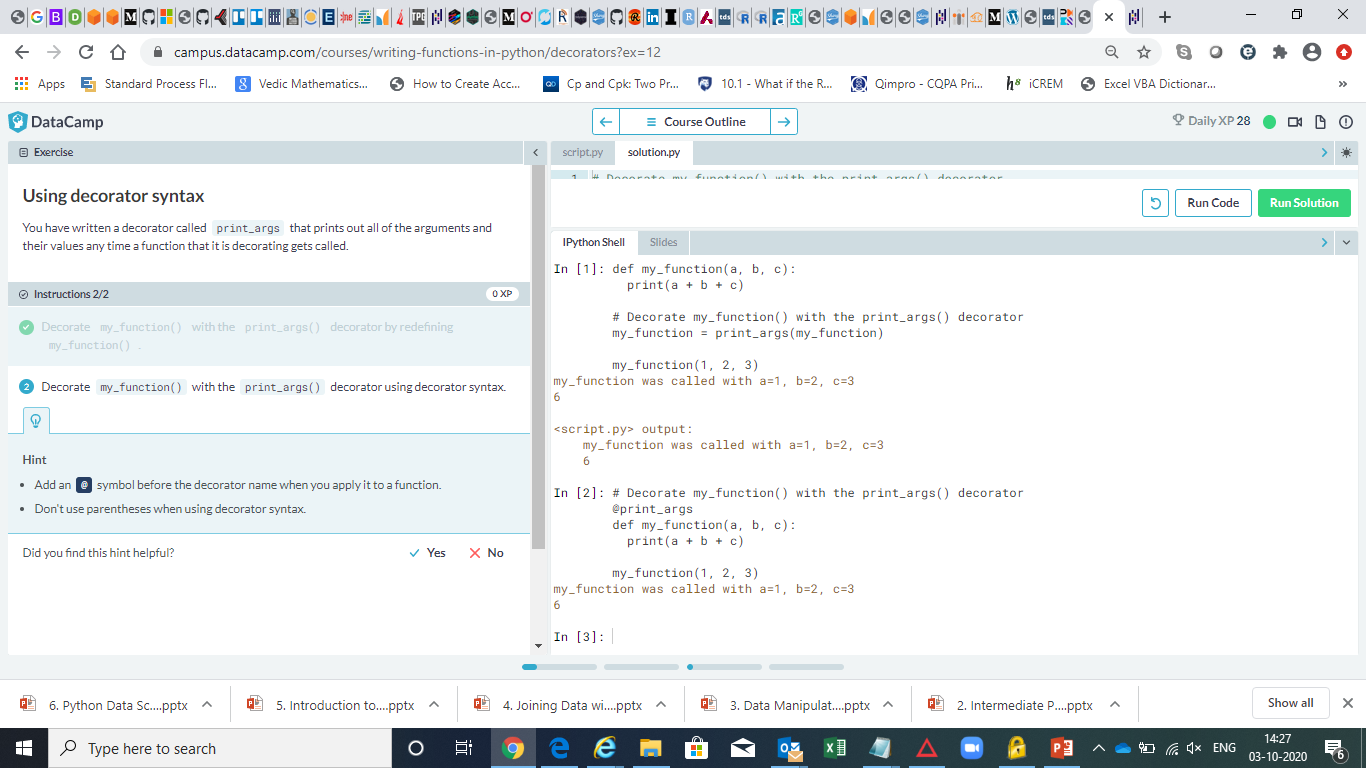 campus.datacamp.com/courses/writing-functions-in-python/decorators?ex=12
Apps
Standard Process Fl...
Vedic Mathematics...
How to Create Acc...
Cp and Cpk: Two Pr...
10.1 - What if the R...
Qimpro - CQPA Pri...
iCREM
Excel VBA Dictionar...
DataCamp
Course Outline
Daily XP 28
Exercise
script.py
solution.py
1 # Decorate my_function() with the print_args() decorator
Using decorator syntax
You have written a decorator called print_args that prints out all of the arguments and
their values any time a function that it is decorating gets called.
Run Code
Run Solution
Instructions 2/2
0 XP
Decorate my_function() with the print_args() decorator by redefining
my_function() .
2 Decorate my_function() with the print_args() decorator using decorator syntax.
Hint
Add an @ symbol before the decorator name when you apply it to a function.
Don't use parentheses when using decorator syntax.
Did you find this hint helpful?
Yes
No
IPython Shell
Slides
In [1]: def my_function(a, b, c):
print(a + b + c)
# Decorate my_function() with the print_args() decorator
my_function = print_args(my_function)
my_function(1, 2, 3)
my_function was called with a=1, b=2, c=3
6
<script.py> output:
my_function was called with a=1, b=2, c=3
6
In [2]: # Decorate my_function() with the print_args() decorator
@print_args
def my_function(a, b, c):
print(a + b + c)
my_function(1, 2, 3)
my_function was called with a=1, b=2, c=3
6
In [3]:
6. Python Data Sc....pptx
5. Introduction to....pptx
4. Joining Data wi....pptx
3. Data Manipulat....pptx
2. Intermediate P....pptx
Show all
Type here to search
ENG
14:27
03-10-2020
6